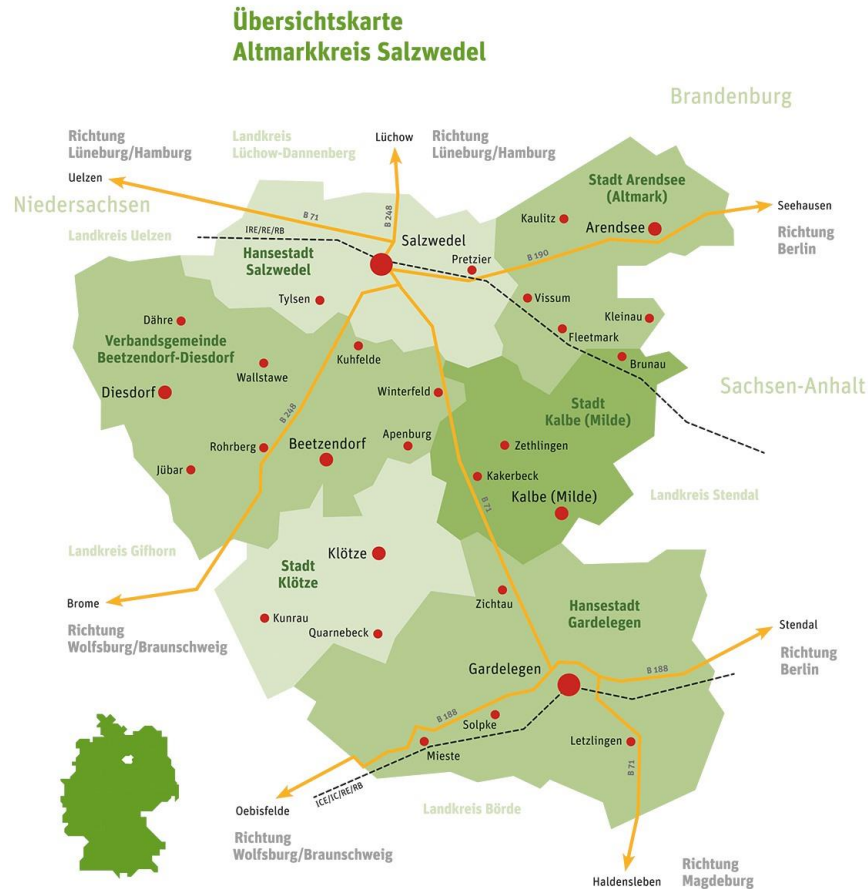 Übersichtskarte
Altmarkkreis Salzwedel
Brandenburg
Richtung
Lüneburg/Hamburg
Landkreis
Lüchow-Dannenberg
Lüchow
Richtung
Lüneburg/Hamburg
Uelzen
Stadt Arendsee
(Altmark)
Niedersachsen
B 71
B 248
Kaulitz
Arendsee
Seehausen
Landkreis Uelzen
IRE/RE/RB
Salzwedel
Richtung
Berlin
Hansestadt
Salzwedel
Pretzier
B 190
Tylsen
Vissum
Kleinau
Dähre
Fleetmark
Verbandsgemeinde
Beetzendorf-Diesdorf
Kuhfelde
Brunau
Wallstawe
Sachsen-Anhalt
Diesdorf
Winterfeld
Stadt
Kalbe (Milde)
B 248
Apenburg
Rohrberg
Beetzendorf
Zethlingen
Jübar
Kakerbeck
Kalbe (Milde)
Landkreis Stendal
B 71
Landkreis Gifhorn
Klötze
Stadt
Klötze
Brome
Zichtau
Hansestadt
Gardelegen
Kunrau
Quarnebeck
Stendal
Richtung
Wolfsburg/Braunschweig
Richtung
Berlin
Gardelegen
B 188
B 188
Solpke
Mieste
Letzlingen
B 71
ICE/IC/RE/RB
Oebisfelde
Landkreis Börde
Richtung
Wolfsburg/Braunschweig
Haldensleben
Richtung
Magdeburg